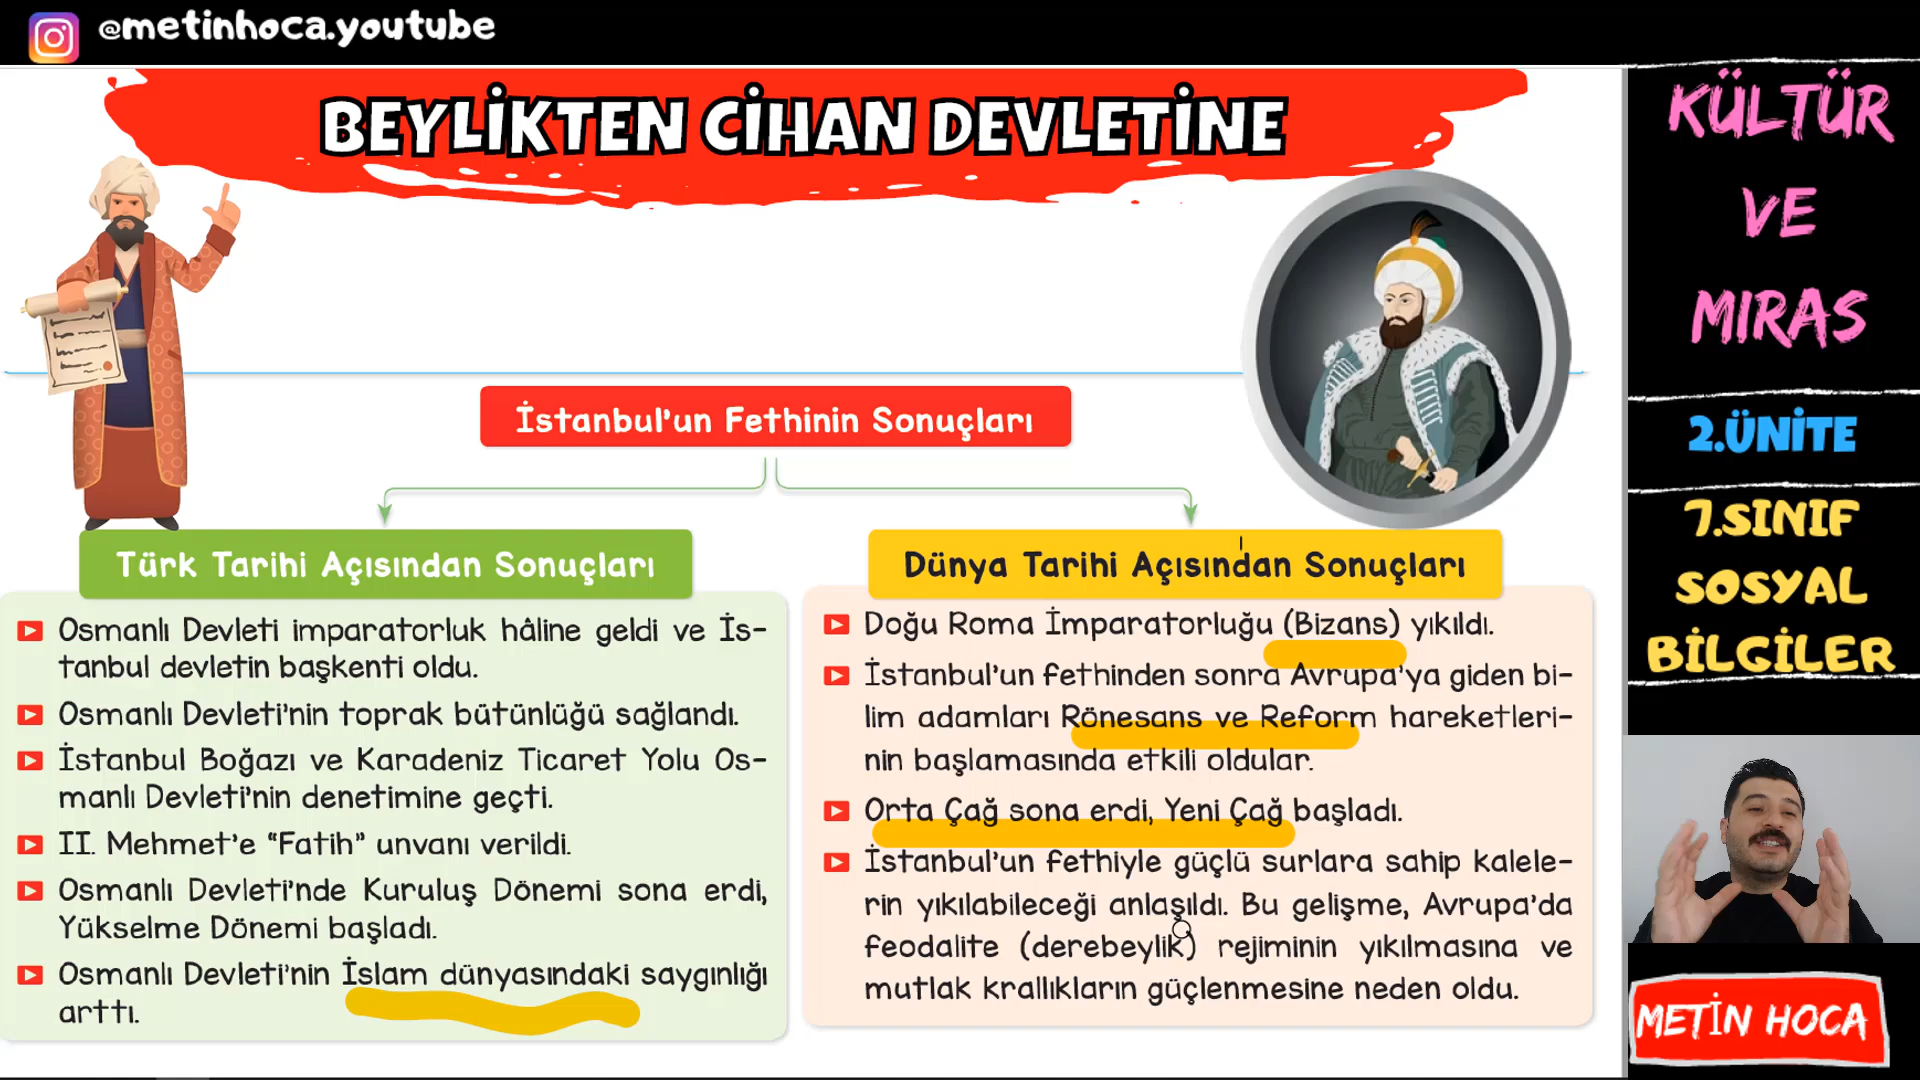 @metinhoca.youtube
BEYLİKTEN CİHAN DEVLETİNE
İstanbul'un Fethinin Sonuçları
Türk Tarihi Açısından Sonuçları
Osmanlı Devleti imparatorluk hâline geldi ve İs-
tanbul devletin başkenti oldu.
Osmanlı Devleti'nin toprak bütünlüğü sağlandı.
İstanbul Boğazı ve Karadeniz Ticaret Yolu Os-
manlı Devleti'nin denetimine geçti.
II. Mehmet'e “Fatih” unvanı verildi.
Osmanlı Devleti'nde Kuruluş Dönemi sona erdi,
Yükselme Dönemi başladı.
Osmanlı Devleti'nin İslam dünyasındaki saygınlığı
arttı.
Dünya Tarihi Açısından Sonuçları
Doğu Roma İmparatorluğu (Bizans) yıkıldı.
İstanbul'un fethinden sonra Avrupa'ya giden bi-
lim adamları Rönesans ve Reform hareketleri-
nin başlamasında etkili oldular.
Orta Çağ sona erdi, Yeni Çağ başladı.
İstanbul'un fethiyle güçlü surlara sahip kalele-
rin yıkılabileceği anlaşıldı. Bu gelişme, Avrupa'da
feodalite (derebeylik) rejiminin yıkılmasına ve
mutlak krallıkların güçlenmesine neden oldu.
KÜLTÜR
VE
MIRAS
2.ÜNİTE
7.SINIF
SOSYAL
BİLGİLER
METİN HOCA